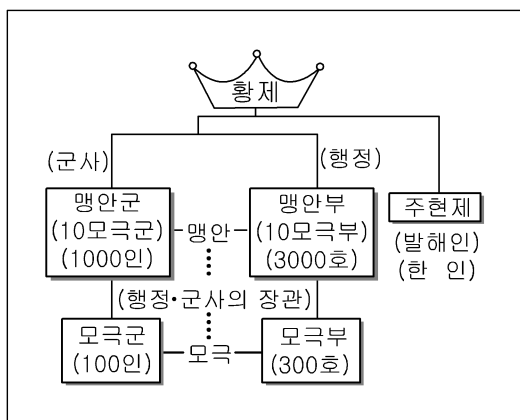 황제
(군사)
(행정)
맹안군
(10모극군)
(1000인)
맹안
맹안부
(10모극부)
(3000호)
주현제
(발해인)
(한 인)
(행정·군사의 장관)
모극군
(100인)
모극
모극부
(300호)